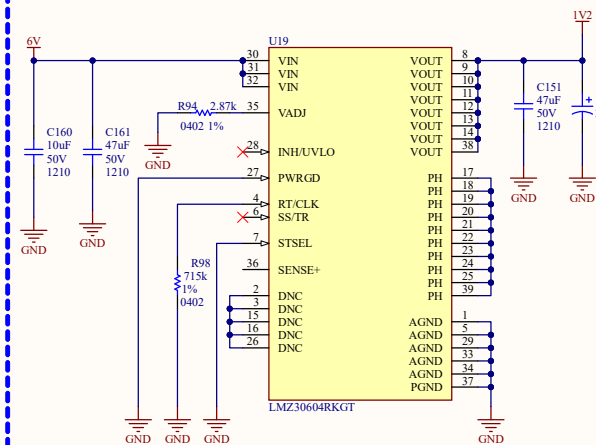 1V2
6V
U19
30 VIN VOUT 8
31 VIN VOUT 9
32 VIN VOUT 10
VOUT 11
R94 2.87k 35 VADJ VOUT 12
0402 1% VOUT 13
VOUT 14
28 INH/UVLO VOUT 38
GND
C160
10uF
50V
1210
C161
47uF
50V
1210
C151
47uF
50V
1210
27 PWRGD PH 17
PH 18
4 RT/CLK PH 19
6 SS/TR PH 20
PH 21
7 STSEL PH 22
PH 23
36 SENSE+ PH 24
PH 25
2 DNC PH 39
3 DNC
15 DNC AGND 1
16 DNC AGND 5
26 DNC AGND 29
AGND 33
AGND 34
PGND 37
R98
715k
1%
0402
GND
GND
GND
GND
LMZ30604RKGT
GND
GND
GND
GND